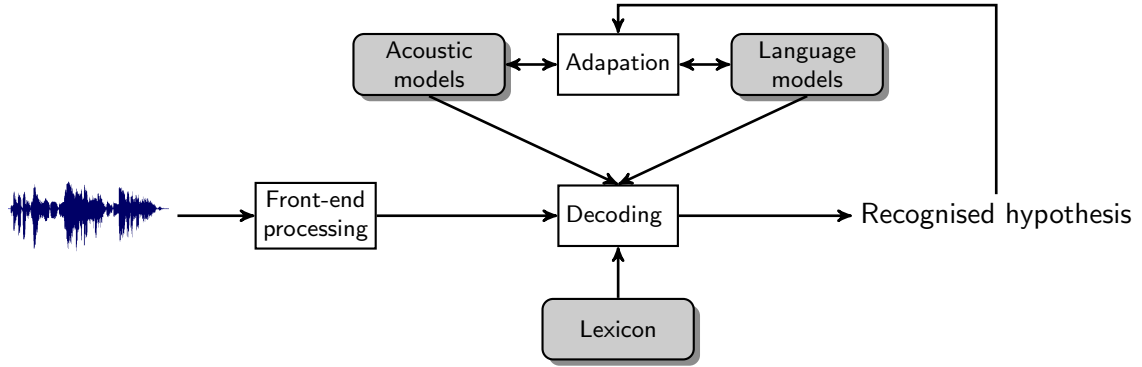 Acoustic
models
Adapation
Language
models
Front-end
processing
Decoding
Recognised hypothesis
Lexicon